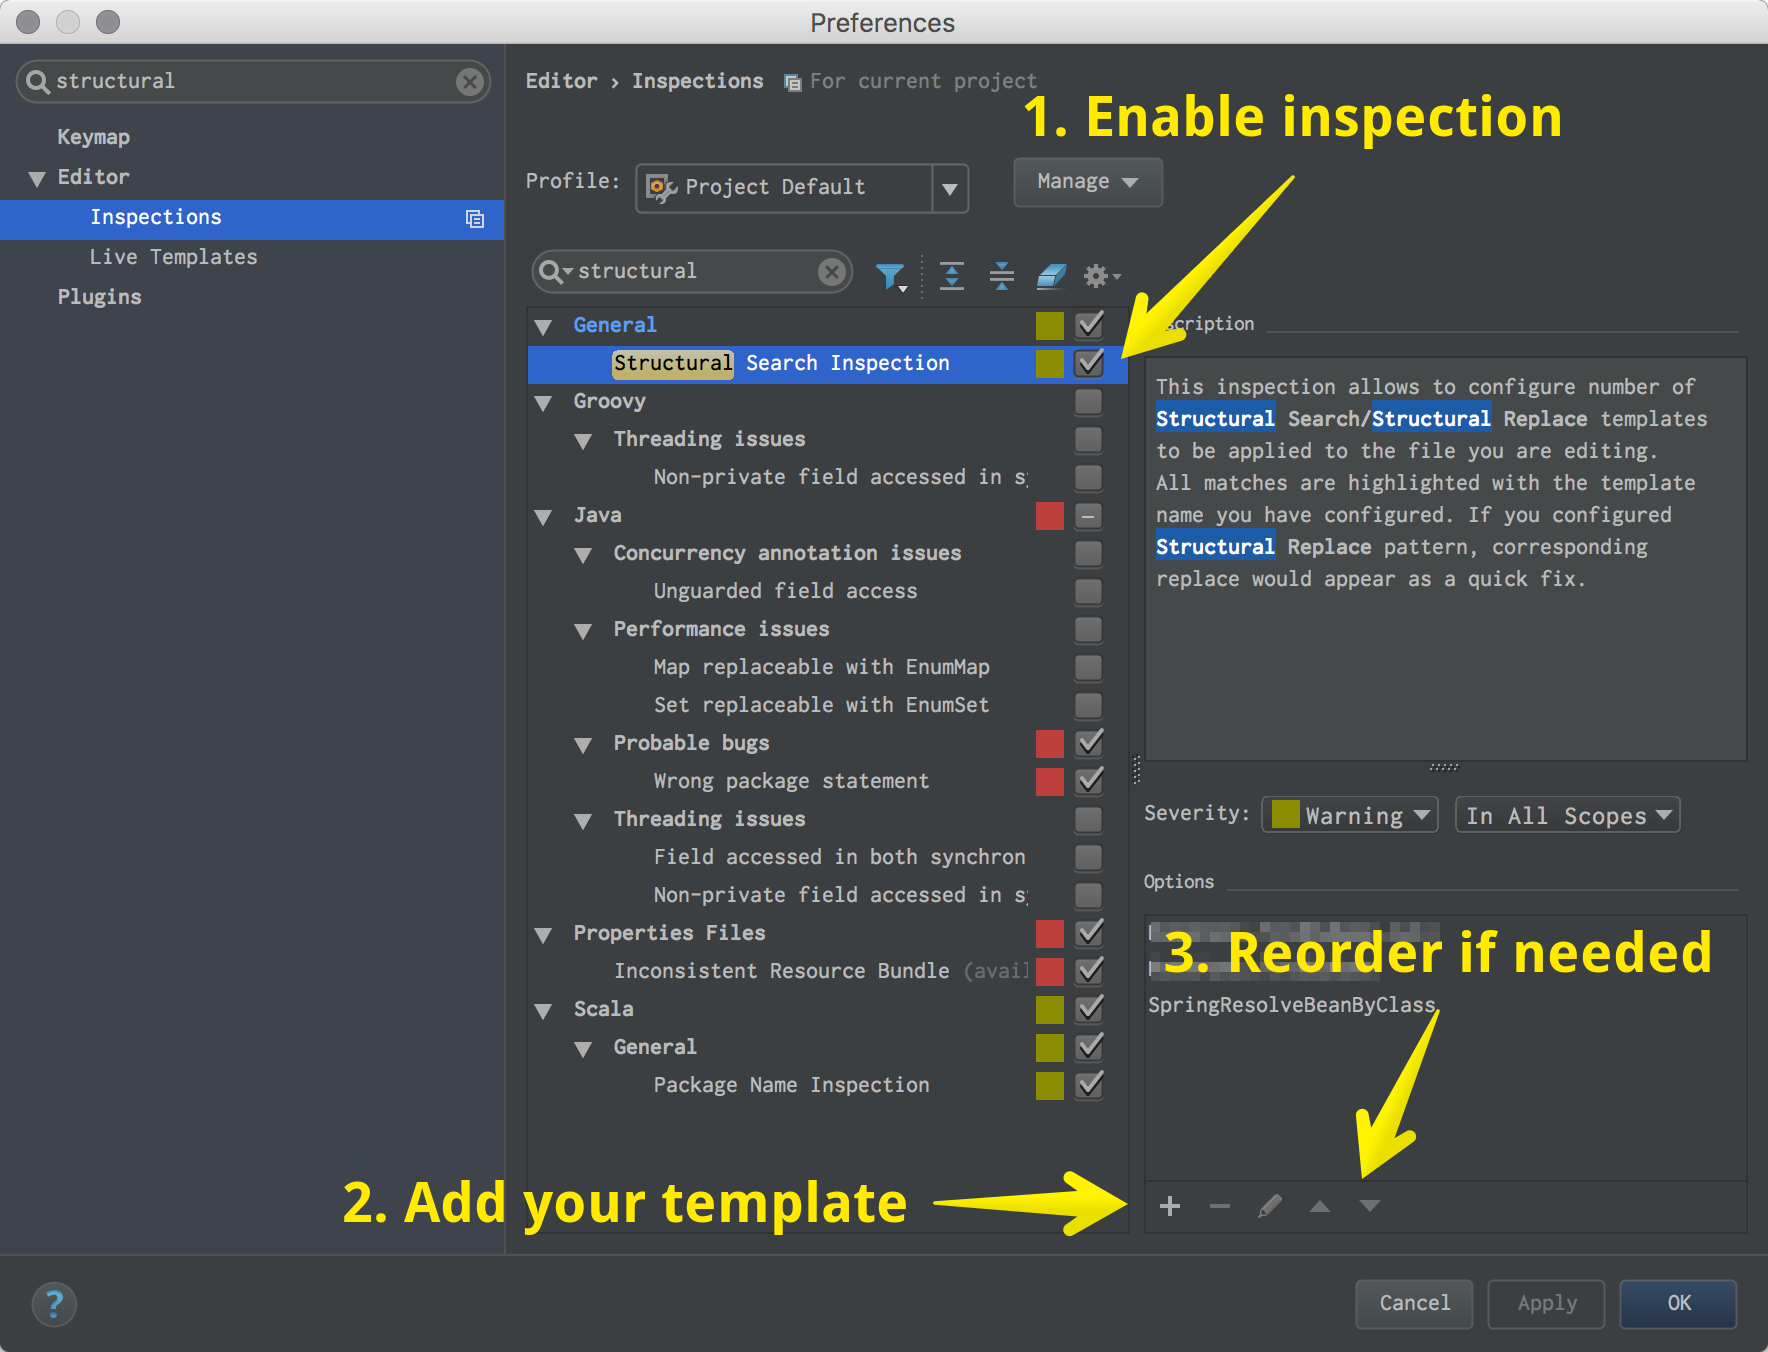 Preferences
structural
Keymap
Editor
Inspections
Live Templates
Plugins
Editor › Inspections For current project
1. Enable inspection
Profile: Project Default Manage
structural
General
Structural Search Inspection
Groovy
Threading issues
Non-private field accessed in
Java
Concurrency annotation issues
Unguarded field access
Performance issues
Map replaceable with EnumMap
Set replaceable with EnumSet
Probable bugs
Wrong package statement
Threading issues
Field accessed in both synchron
Non-private field accessed in
Properties Files
Inconsistent Resource Bundle (avail
Scala
General
Package Name Inspection
scription
This inspection allows to configure number of
Structural Search/Structural Replace templates
to be applied to the file you are editing.
All matches are highlighted with the template
name you have configured. If you configured
Structural Replace pattern, corresponding
replace would appear as a quick fix.
Severity: Warning In All Scopes
Options
3. Reorder if needed
SpringResolveBeanByClass
2. Add your template
? Cancel Apply OK